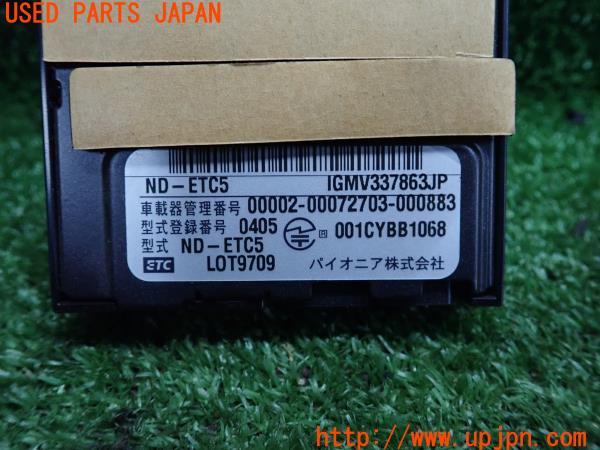 USED PARTS JAPAN
ND-ETC5 IGMV337863JP
車載器管理番号 00002-00072703-000883
型式登録番号 0405 回 001CYBB1068
型式 ND-ETC5
ETC LOT9709 パイオニア株式会社
http://www.upjpn.com/